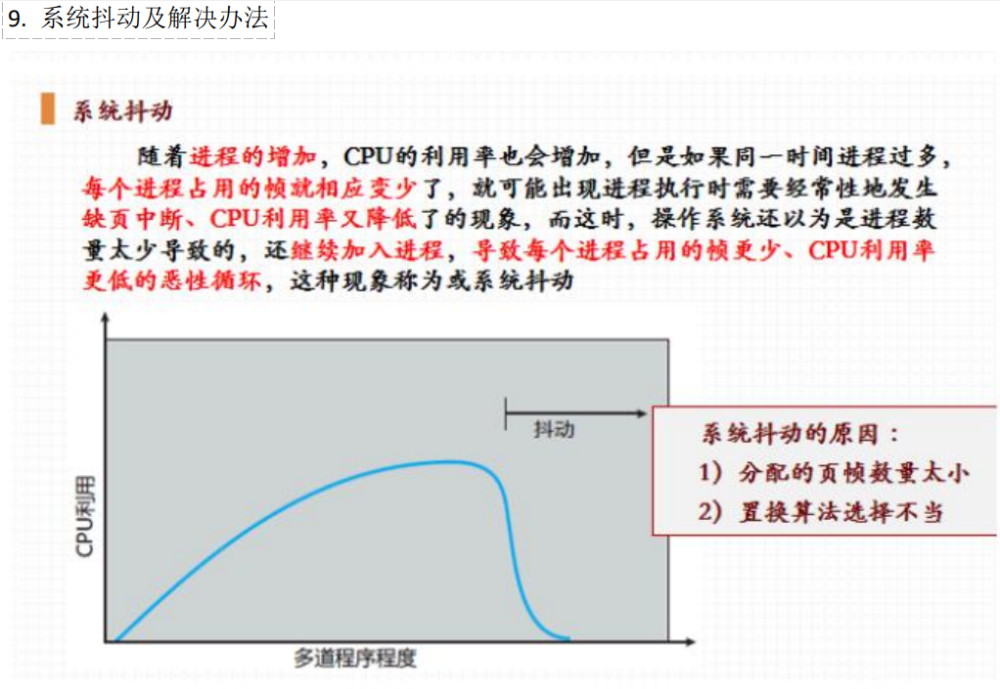 9. 系统抖动及解决办法
系统抖动
随着进程的增加，CPU的利用率也会增加，但是如果同一时间进程过多，
每个进程占用的帧就相应变少了，就可能出现进程执行时需要经常性地发生
缺页中断、CPU利用率又降低了的现象，而这时，操作系统还以为是进程数
量太少导致的，还继续加入进程，导致每个进程占用的帧更少、CPU利用率
更低的恶性循环，这种现象称为或系统抖动
抖动
系统抖动的原因：
1）分配的页帧数量太小
2）置换算法选择不当
CPU利用
多道程序程度